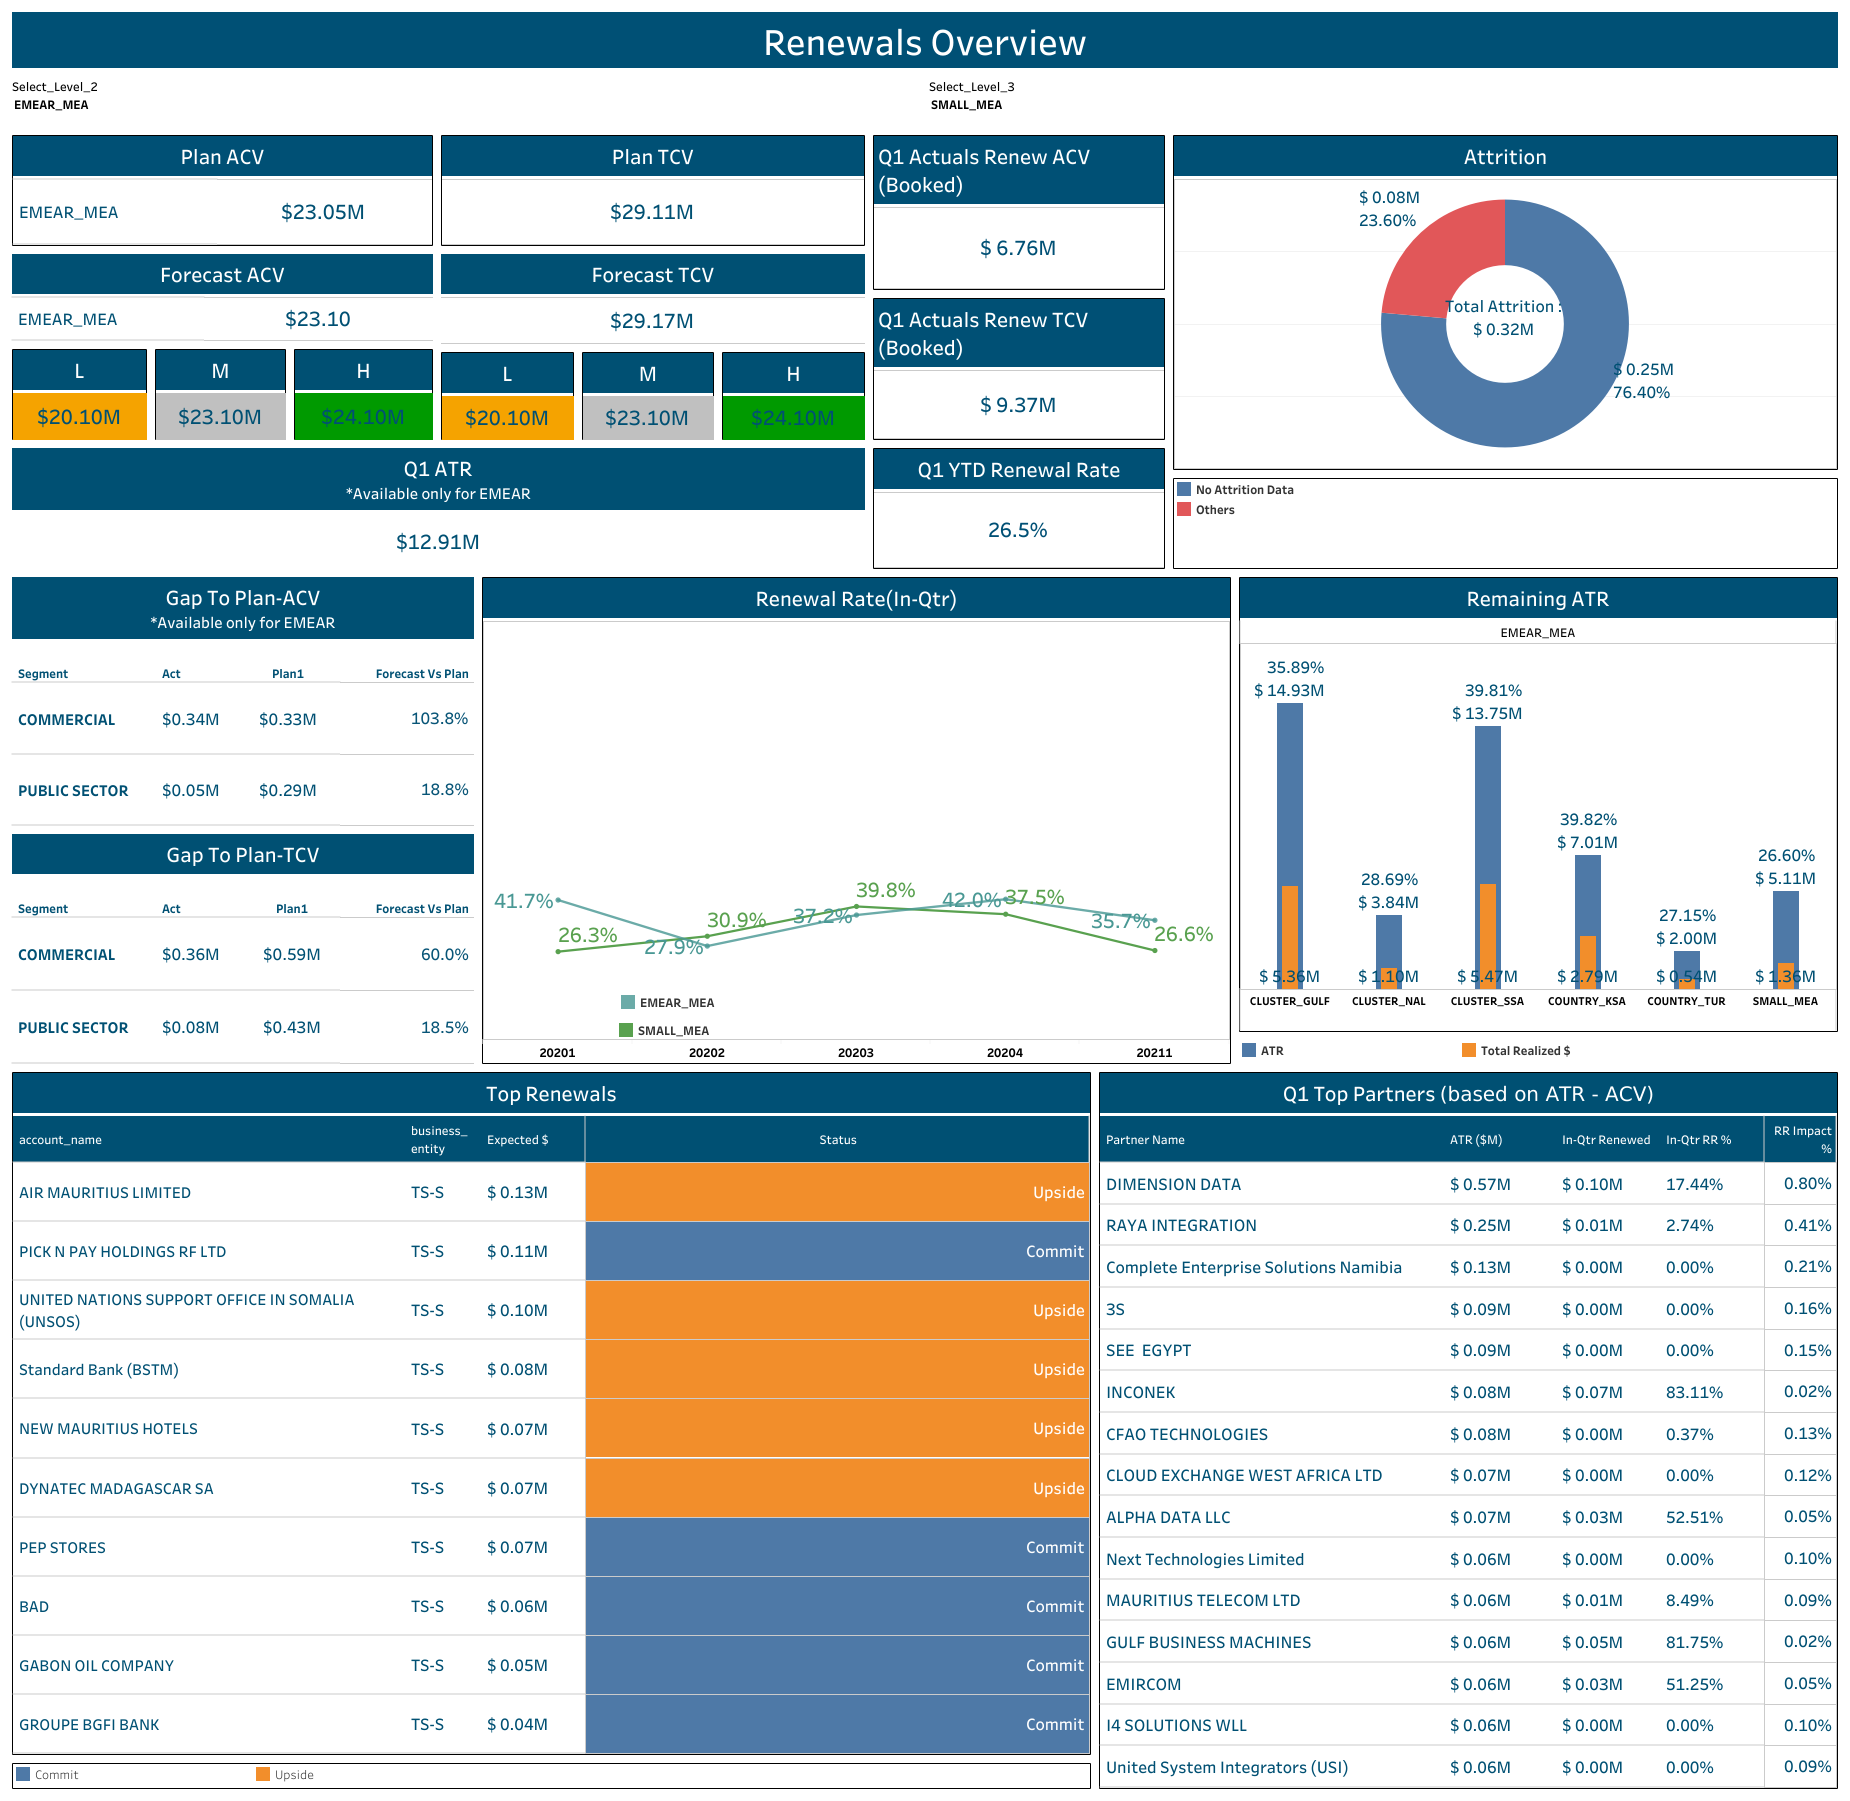 Renewals Overview
Select_Level_2
EMEAR_MEA
Select_Level_3
SMALL_MEA
Plan ACV
EMEAR_MEA $23.05M
Plan TCV
$29.11M
Q1 Actuals Renew ACV
(Booked)
$ 6.76M
Attrition
$ 0.08M
23.60%
Total Attrition :
$ 0.32M
$ 0.25M
76.40%
No Attrition Data
Others
Forecast ACV
EMEAR_MEA $23.10
Forecast TCV
$29.17M
L M H
$20.10M $23.10M $24.10M
L M H
$20.10M $23.10M $24.10M
Q1 Actuals Renew TCV
(Booked)
$ 9.37M
Q1 ATR
*Available only for EMEAR
$12.91M
Q1 YTD Renewal Rate
26.5%
Gap To Plan-ACV
*Available only for EMEAR
Segment Act Plan1 Forecast Vs Plan
COMMERCIAL $0.34M $0.33M 103.8%
PUBLIC SECTOR $0.05M $0.29M 18.8%
Gap To Plan-TCV
Segment Act Plan1 Forecast Vs Plan
COMMERCIAL $0.36M $0.59M 60.0%
PUBLIC SECTOR $0.08M $0.43M 18.5%
Renewal Rate(In-Qtr)
41.7% 27.9% 37.2% 42.0% 35.7%
26.3% 30.9% 39.8% 37.5% 26.6%
EMEAR_MEA
SMALL_MEA
20201 20202 20203 20204 20211
Remaining ATR
EMEAR_MEA
35.89% 28.69% 39.81% 39.82% 27.15% 26.60%
$ 14.93M $ 3.84M $ 13.75M $ 7.01M $ 2.00M $ 5.11M
$ 5.36M $ 1.10M $ 5.47M $ 2.79M $ 0.54M $ 1.36M
CLUSTER_GULF CLUSTER_NAL CLUSTER_SSA COUNTRY_KSA COUNTRY_TUR SMALL_MEA
ATR Total Realized $
Top Renewals
account_name business_ entity Expected $ Status
AIR MAURITIUS LIMITED TS-S $ 0.13M Upside
PICK N PAY HOLDINGS RF LTD TS-S $ 0.11M Commit
UNITED NATIONS SUPPORT OFFICE IN SOMALIA
(UNSOS) TS-S $ 0.10M Upside
Standard Bank (BSTM) TS-S $ 0.08M Upside
NEW MAURITIUS HOTELS TS-S $ 0.07M Upside
DYNATEC MADAGASCAR SA TS-S $ 0.07M Upside
PEP STORES TS-S $ 0.07M Commit
BAD TS-S $ 0.06M Commit
GABON OIL COMPANY TS-S $ 0.05M Commit
GROUPE BGFI BANK TS-S $ 0.04M Commit
Commit Upside
Q1 Top Partners (based on ATR - ACV)
Partner Name ATR ($M) In-Qtr Renewed In-Qtr RR % RR Impact %
DIMENSION DATA $ 0.57M $ 0.10M 17.44% 0.80%
RAYA INTEGRATION $ 0.25M $ 0.01M 2.74% 0.41%
Complete Enterprise Solutions Namibia $ 0.13M $ 0.00M 0.00% 0.21%
3S $ 0.09M $ 0.00M 0.00% 0.16%
SEE EGYPT $ 0.09M $ 0.00M 0.00% 0.15%
INCONEK $ 0.08M $ 0.07M 83.11% 0.02%
CFAO TECHNOLOGIES $ 0.08M $ 0.00M 0.37% 0.13%
CLOUD EXCHANGE WEST AFRICA LTD $ 0.07M $ 0.00M 0.00% 0.12%
ALPHA DATA LLC $ 0.07M $ 0.03M 52.51% 0.05%
Next Technologies Limited $ 0.06M $ 0.00M 0.00% 0.10%
MAURITIUS TELECOM LTD $ 0.06M $ 0.01M 8.49% 0.09%
GULF BUSINESS MACHINES $ 0.06M $ 0.05M 81.75% 0.02%
EMIRCOM $ 0.06M $ 0.03M 51.25% 0.05%
I4 SOLUTIONS WLL $ 0.06M $ 0.00M 0.00% 0.10%
United System Integrators (USI) $ 0.06M $ 0.00M 0.00% 0.09%